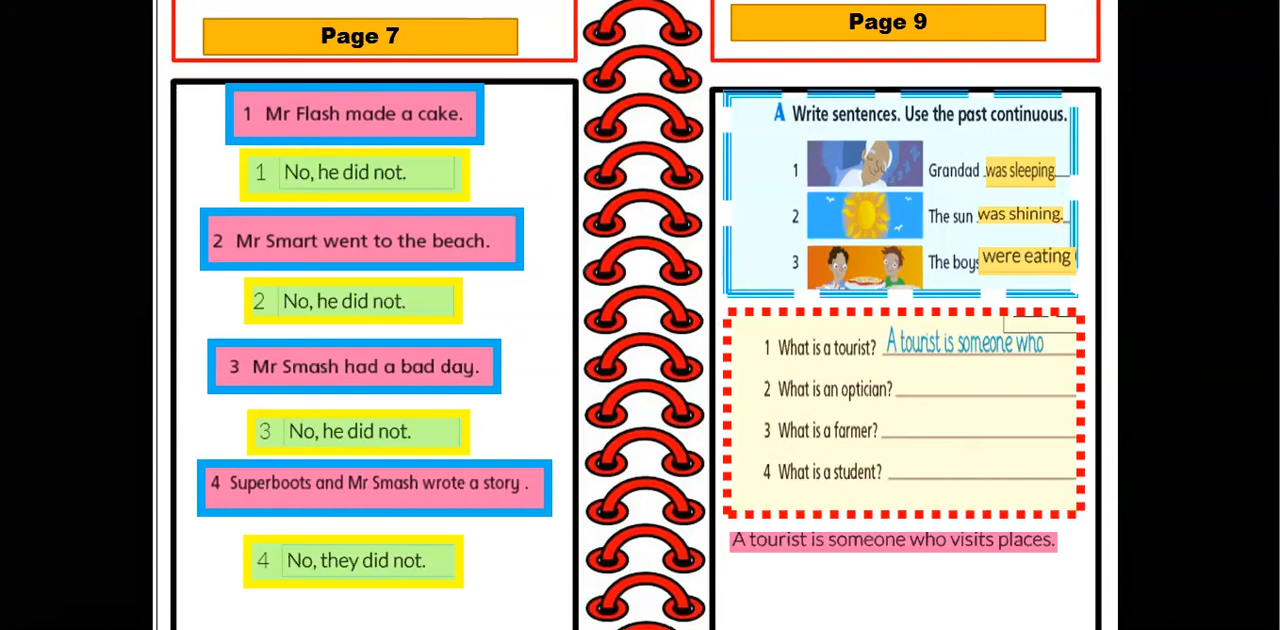 Page 7
1 Mr Flash made a cake.
1 No, he did not.
2 Mr Smart went to the beach.
2 No, he did not.
3 Mr Smash had a bad day.
3 No, he did not.
4 Superboots and Mr Smash wrote a story .
4 No, they did not.
Page 9
A Write sentences. Use the past continuous.
1 Grandad was sleeping.
2 The sun was shining.
3 The boys were eating
1 What is a tourist? A tourist is someone who
2 What is an optician?
3 What is a farmer?
4 What is a student?
A tourist is someone who visits places.